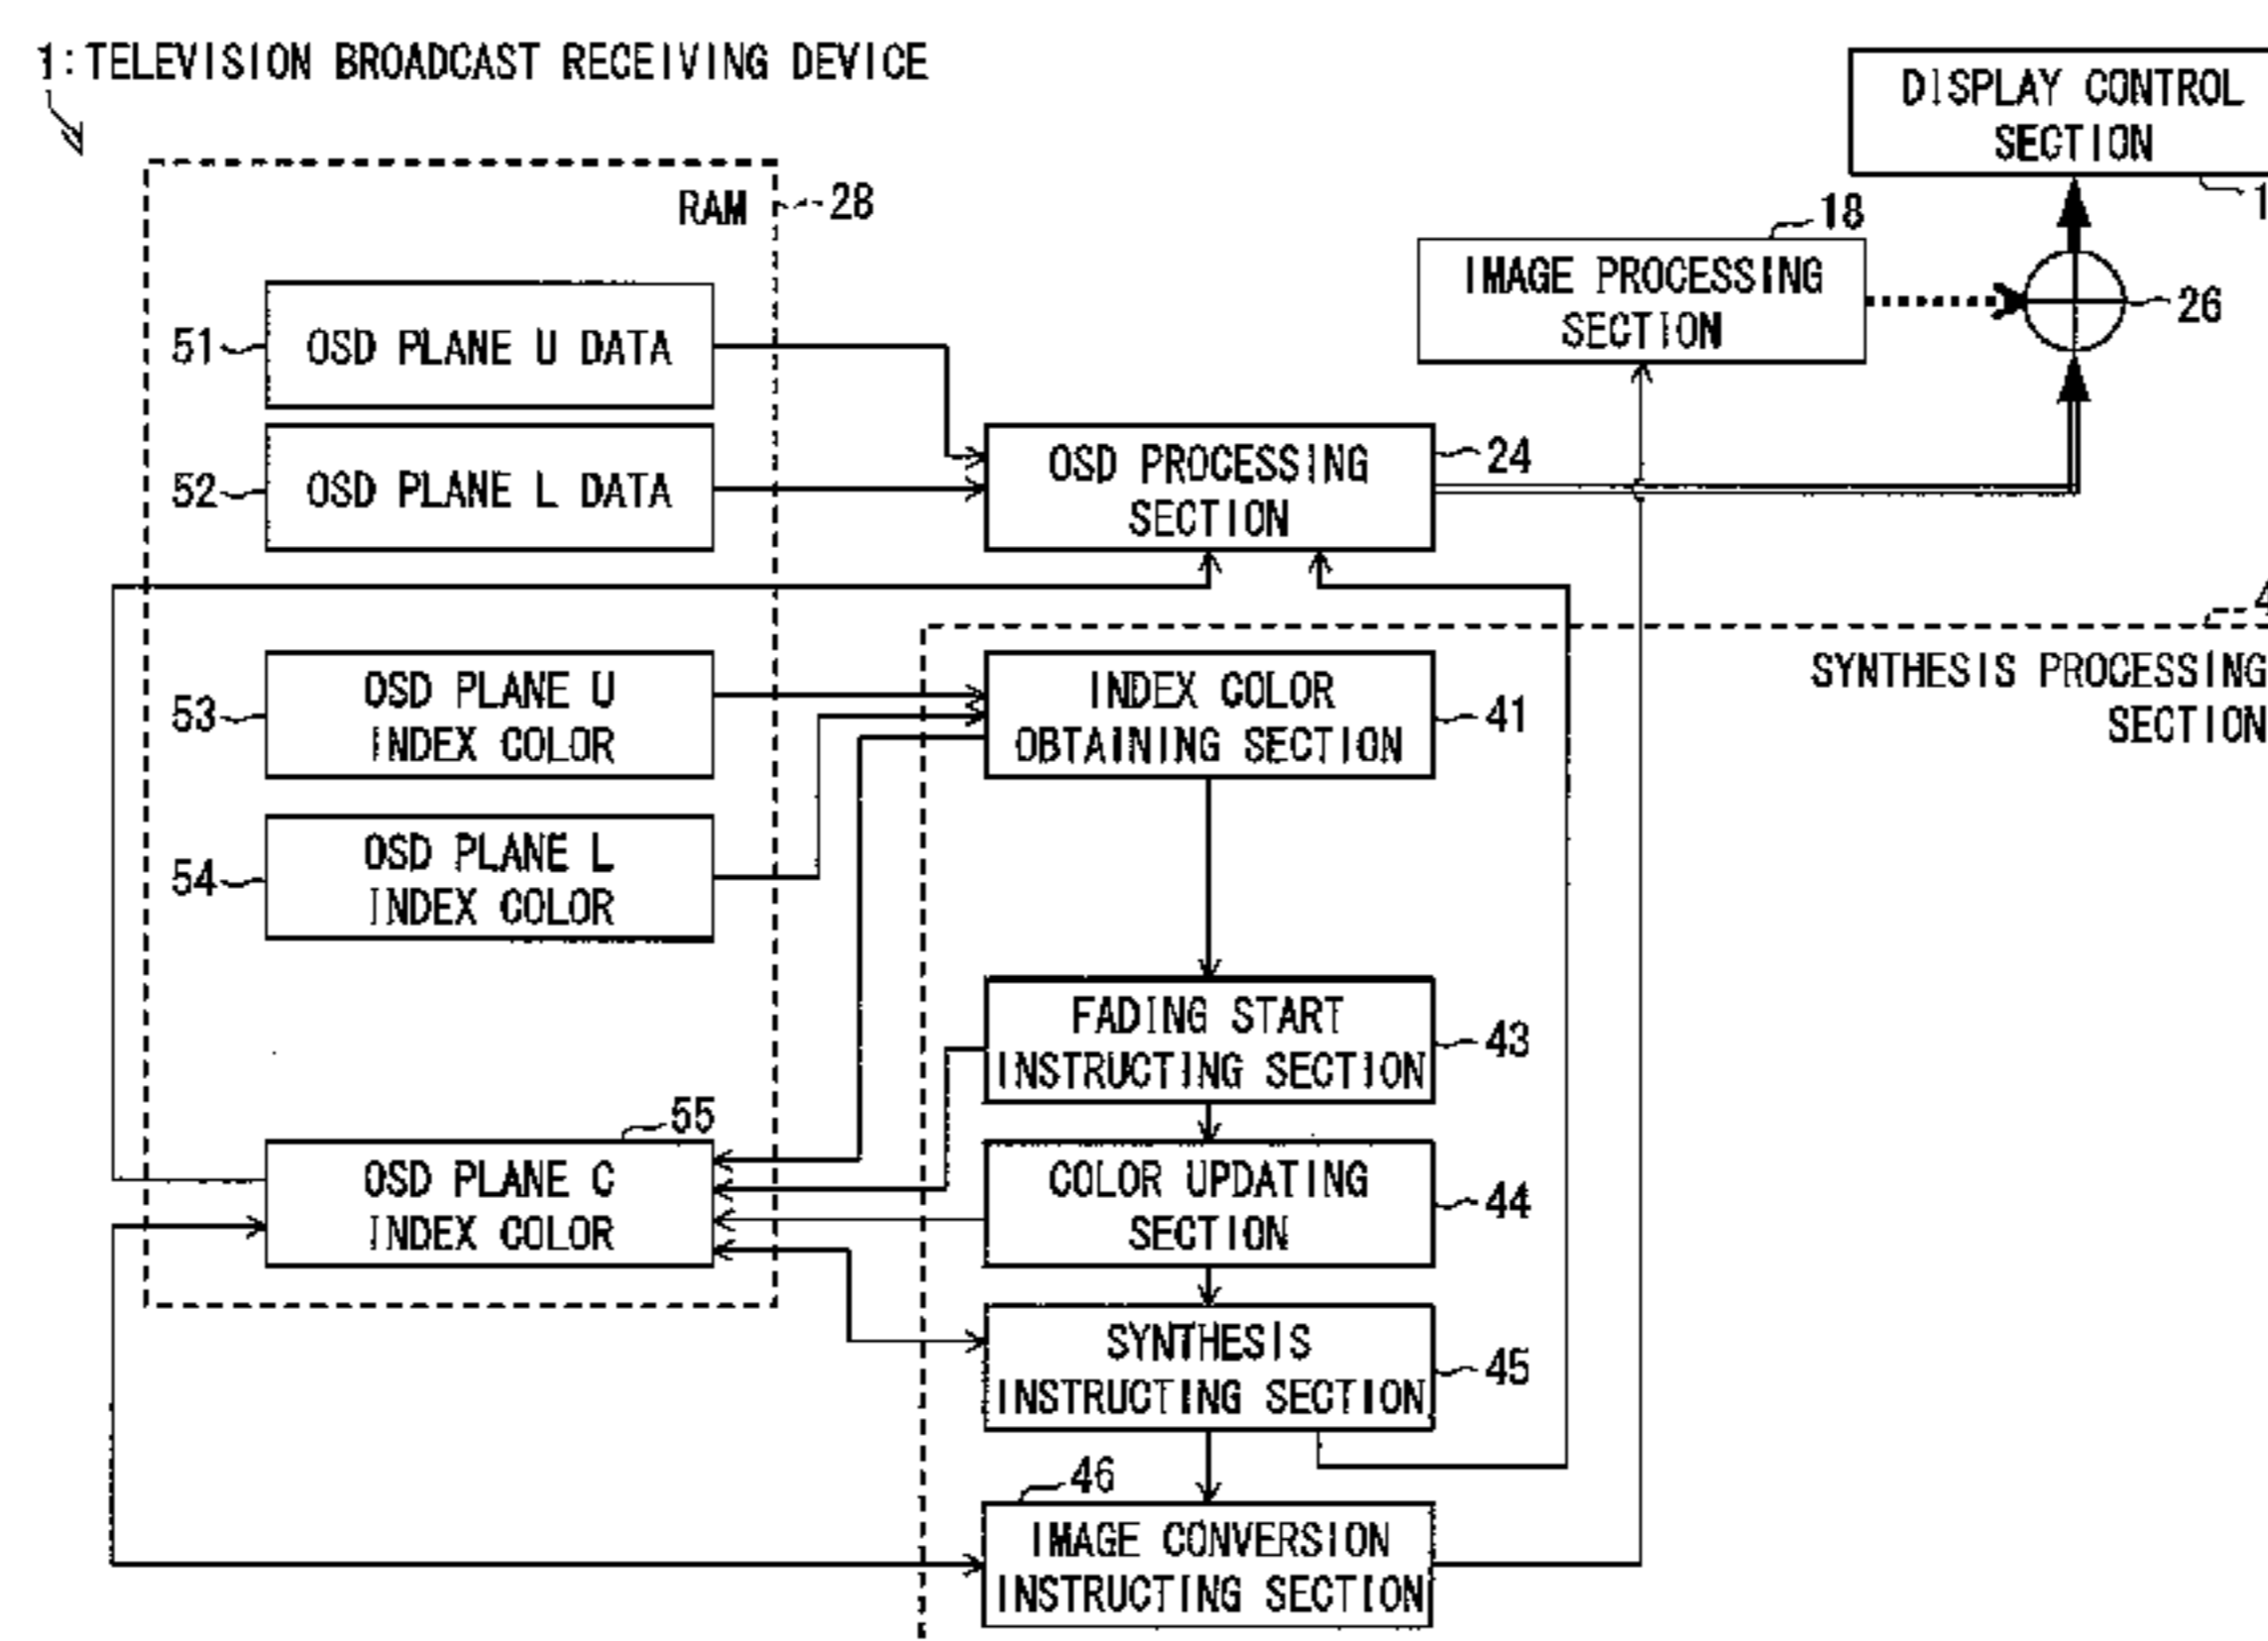 1:TELEVISION BROADCAST RECEIVING DEVICE
DISPLAY CONTROL
SECTION
1
RAM
28
18
IMAGE PROCESSING
SECTION
26
51
OSD PLANE U DATA
52
OSD PLANE L DATA
OSD PROCESSING
SECTION
24
4
SYNTHESIS PROCESSING
SECTION
53
OSD PLANE U
INDEX COLOR
INDEX COLOR
OBTAINING SECTION
41
54
OSD PLANE L
INDEX COLOR
FADING START
INSTRUCTING SECTION
43
55
OSD PLANE C
INDEX COLOR
COLOR UPDATING
SECTION
44
SYNTHESIS
INSTRUCTING SECTION
45
46
IMAGE CONVERSION
INSTRUCTING SECTION